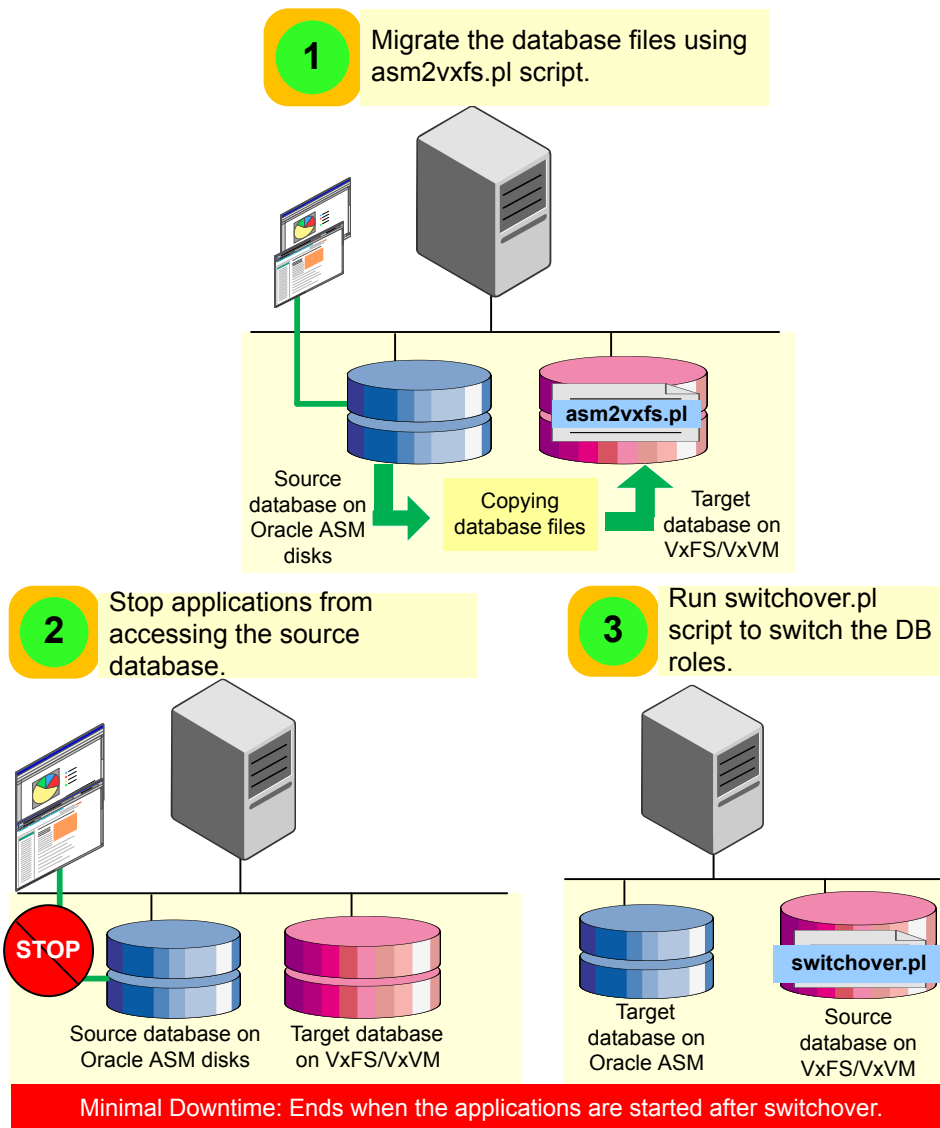 1
Migrate the database files using
asm2vxfs.pl script.
asm2vxfs.pl
Source
database on
Oracle ASM
disks
Copying
database files
Target
database on
VxFS/VxVM
2
Stop applications from
accessing the source
database.
STOP
Source database on
Oracle ASM disks
Target database
on VxFS/VxVM
3
Run switchover.pl
script to switch the DB
roles.
switchover.pl
Target
database on
Oracle ASM
Source
database on
VxFS/VxVM
Minimal Downtime: Ends when the applications are started after switchover.